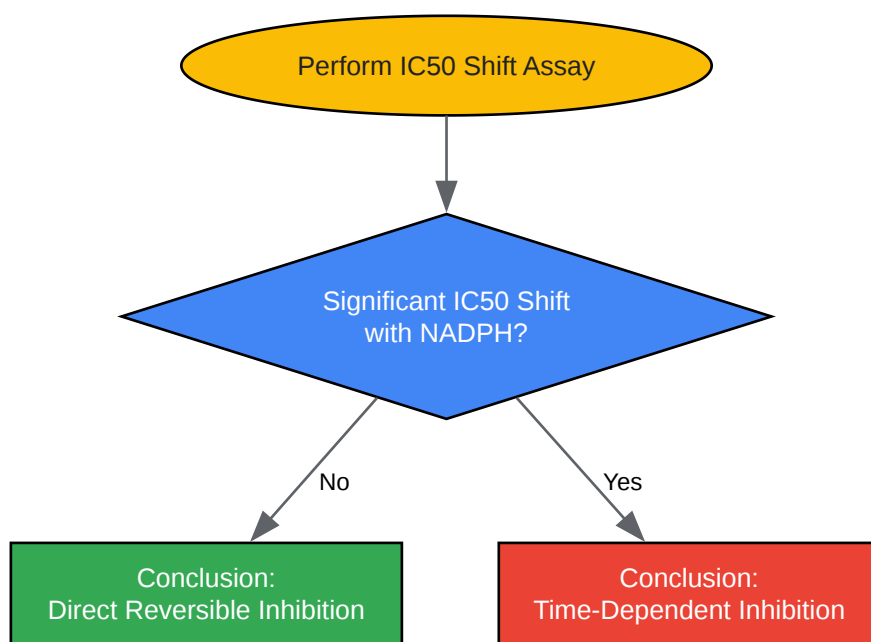 Perform IC50 Shift Assay
Significant IC50 Shift
with NADPH?
No
Yes
Conclusion:
Direct Reversible Inhibition
Conclusion:
Time-Dependent Inhibition